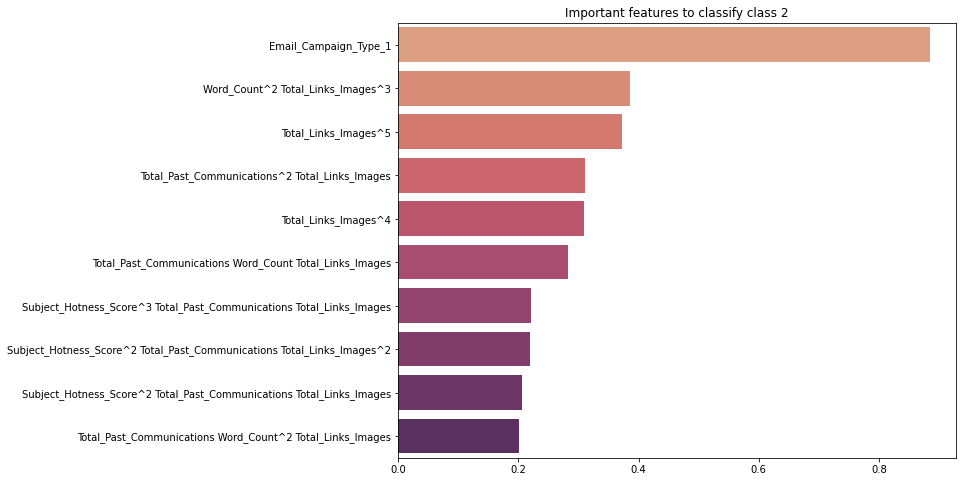 Important features to classify class 2
Email_Campaign_Type_1
Word_Count^2 Total_Links_Images^3
Total_Links_Images^5
Total_Past_Communications^2 Total_Links_Images
Total_Links_Images^4
Total_Past_Communications Word_Count Total_Links_Images
Subject_Hotness_Score^3 Total_Past_Communications Total_Links_Images
Subject_Hotness_Score^2 Total_Past_Communications Total_Links_Images^2
Subject_Hotness_Score^2 Total_Past_Communications Total_Links_Images
Total_Past_Communications Word_Count^2 Total_Links_Images
0.0 0.2 0.4 0.6 0.8